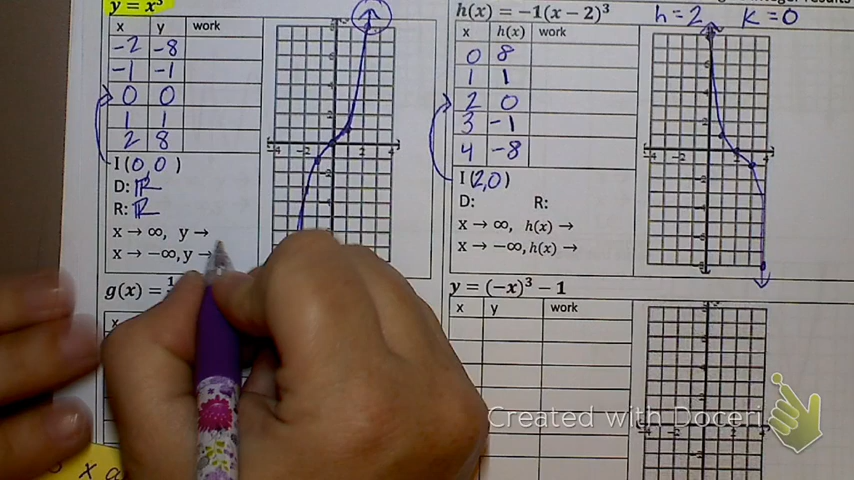 y = x³
x y work
-2 -8
-1 -1
0 0
1 1
2 8
I (0,0)
D: ℝ
R: ℝ
x → ∞, y →
x → −∞, y →
g(x) =
x
h(x) = −1(x − 2)³ h=2 K=0
x h(x) work
0 8
1 1
2 0
3 -1
4 -8
I (2,0)
D: R:
x → ∞, h(x) →
x → −∞, h(x) →
y = (−x)³ − 1
x y work
Created with Doceri